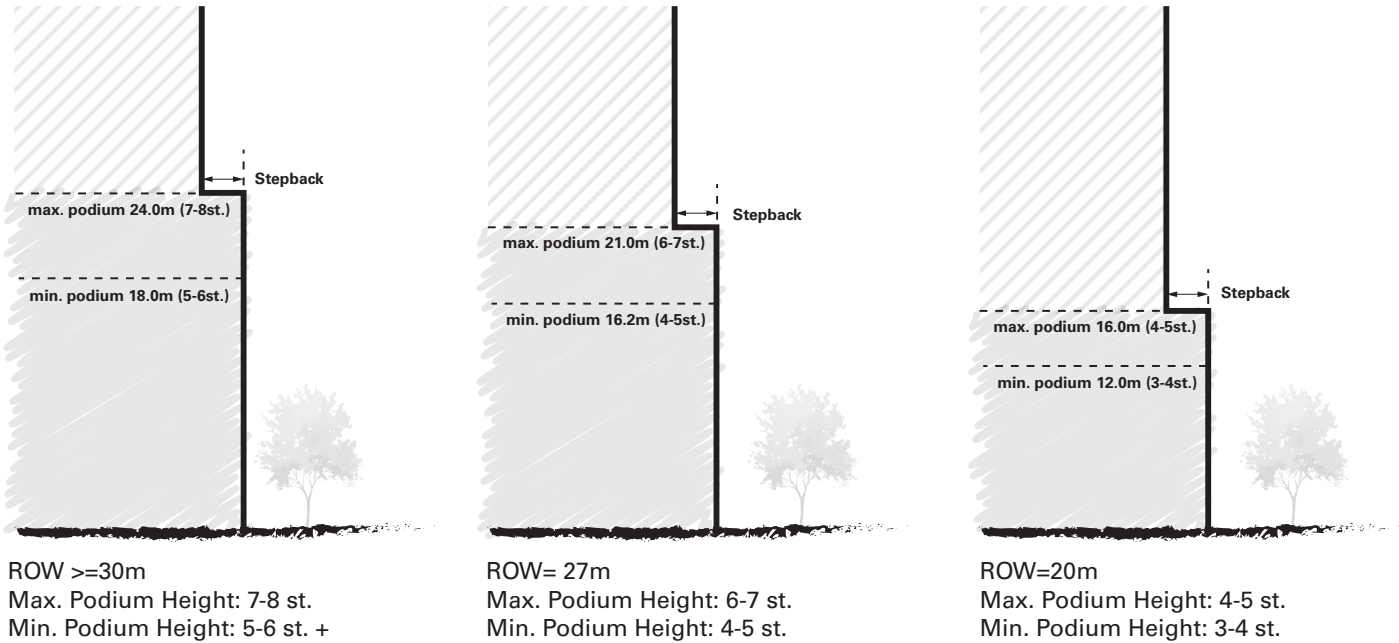 Stepback
max. podium 24.0m (7-8st.)
min. podium 18.0m (5-6st.)
ROW >=30m
Max. Podium Height: 7-8 st.
Min. Podium Height: 5-6 st. +
Stepback
max. podium 21.0m (6-7st.)
min. podium 16.2m (4-5st.)
ROW= 27m
Max. Podium Height: 6-7 st.
Min. Podium Height: 4-5 st.
Stepback
max. podium 16.0m (4-5st.)
min. podium 12.0m (3-4st.)
ROW=20m
Max. Podium Height: 4-5 st.
Min. Podium Height: 3-4 st.